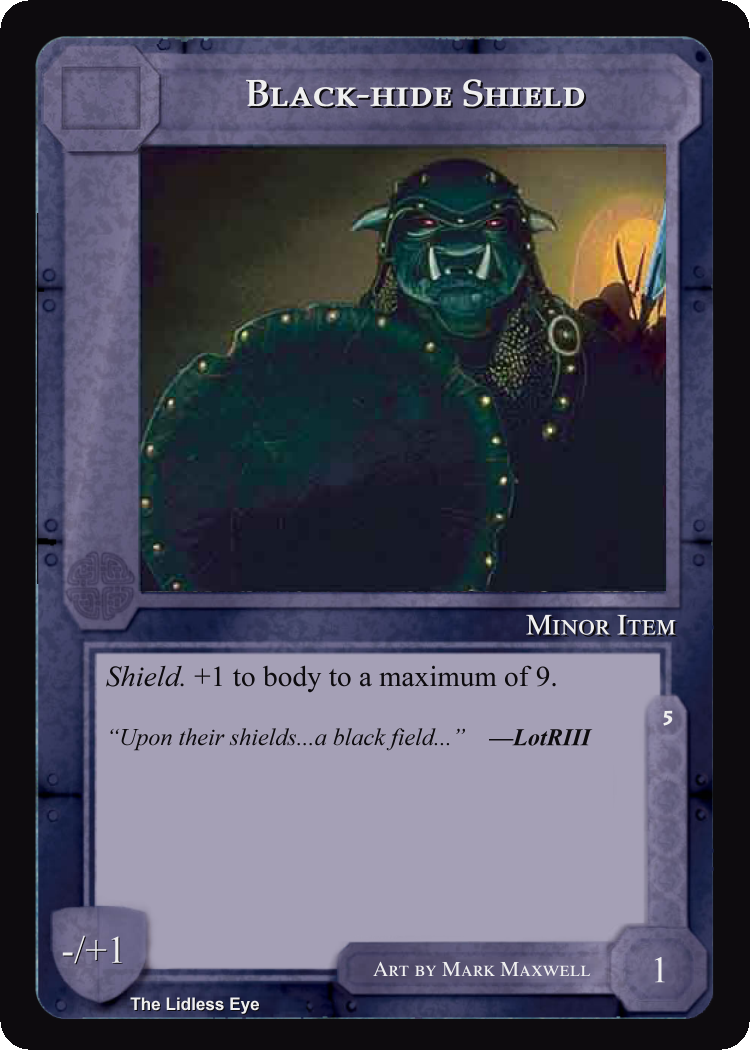 Black-hide Shield
Minor Item
Shield. +1 to body to a maximum of 9.
“Upon their shields...a black field...” —LotRIII
5
-/+1
Art by Mark Maxwell
1
The Lidless Eye